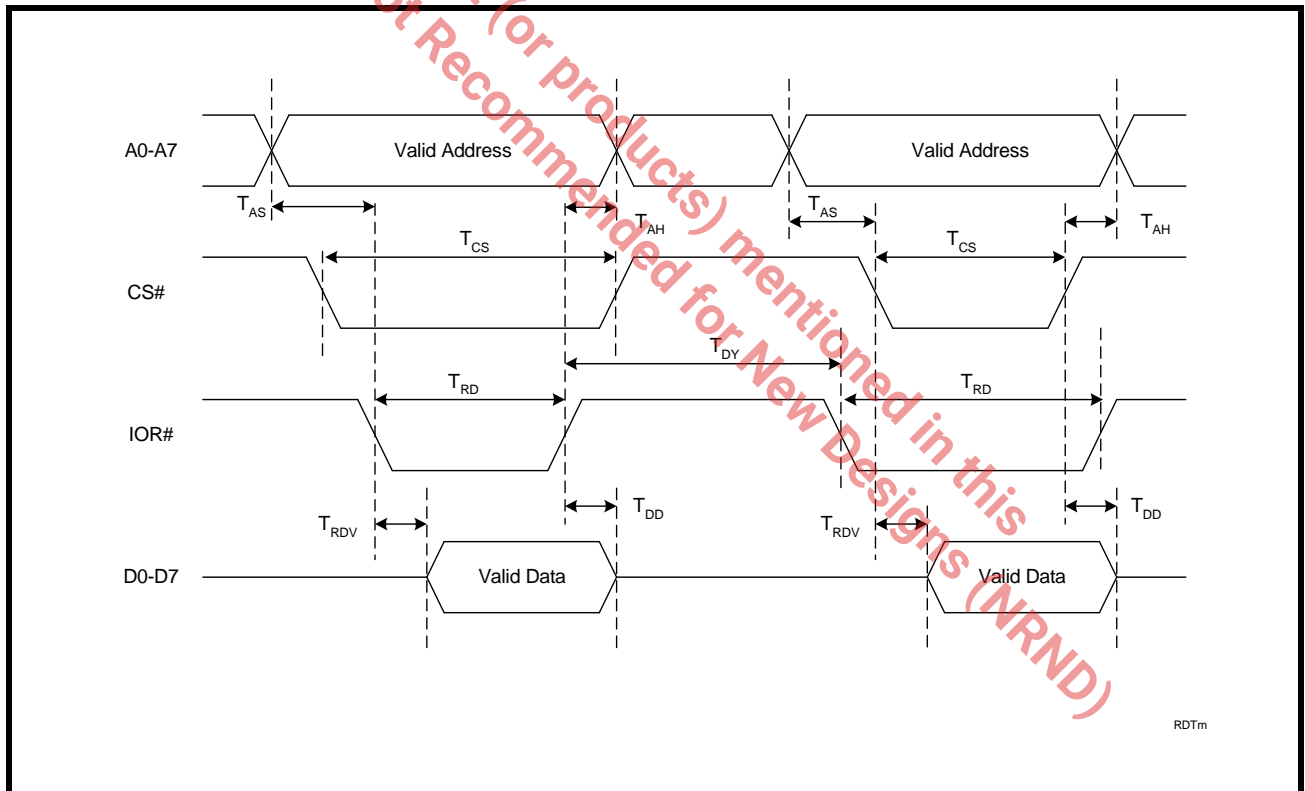 (or products) mentioned in this
ot Recommended for New Designs (NRND)
A0-A7
Valid Address
Valid Address
TAS
TAH
TAS
TAH
TCS
TCS
CS#
TDY
TRD
TRD
IOR#
TRDV
TDD
TRDV
TDD
D0-D7
Valid Data
Valid Data
RDTm